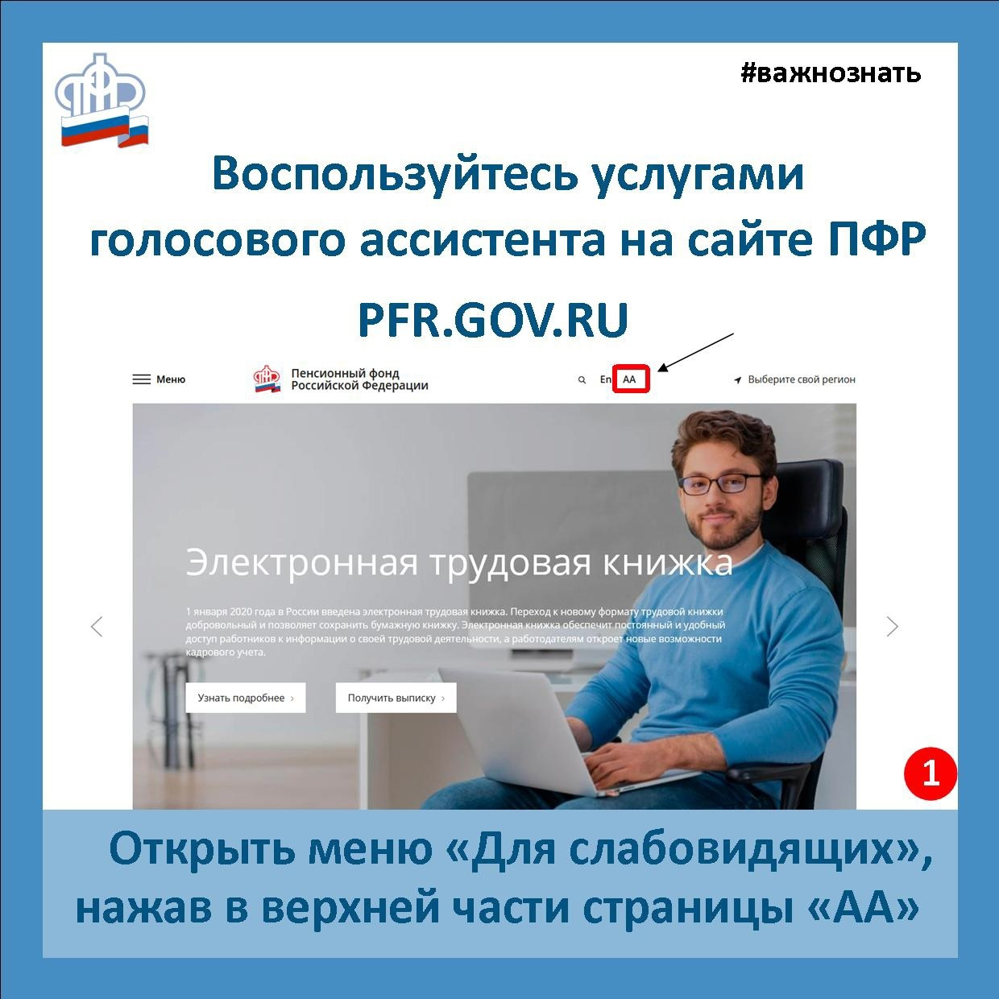 #важнознать
Воспользуйтесь услугами
голосового ассистента на сайте ПФР
PFR.GOV.RU
Меню
Пенсионный фонд
Российской Федерации
En
AA
Выберите свой регион
Электронная трудовая книжка
1 января 2020 года в России введена электронная трудовая книжка. Переход к новому формату трудовой книжки
добровольный и позволяет сохранить бумажную книжку. Электронная книжка обеспечит постоянный и удобный
доступ работников к информации о своей трудовой деятельности, а работодателям откроет новые возможности
кадрового учета.
Узнать подробнее ›
Получить выписку ›
1
Открыть меню «Для слабовидящих»,
нажав в верхней части страницы «АА»